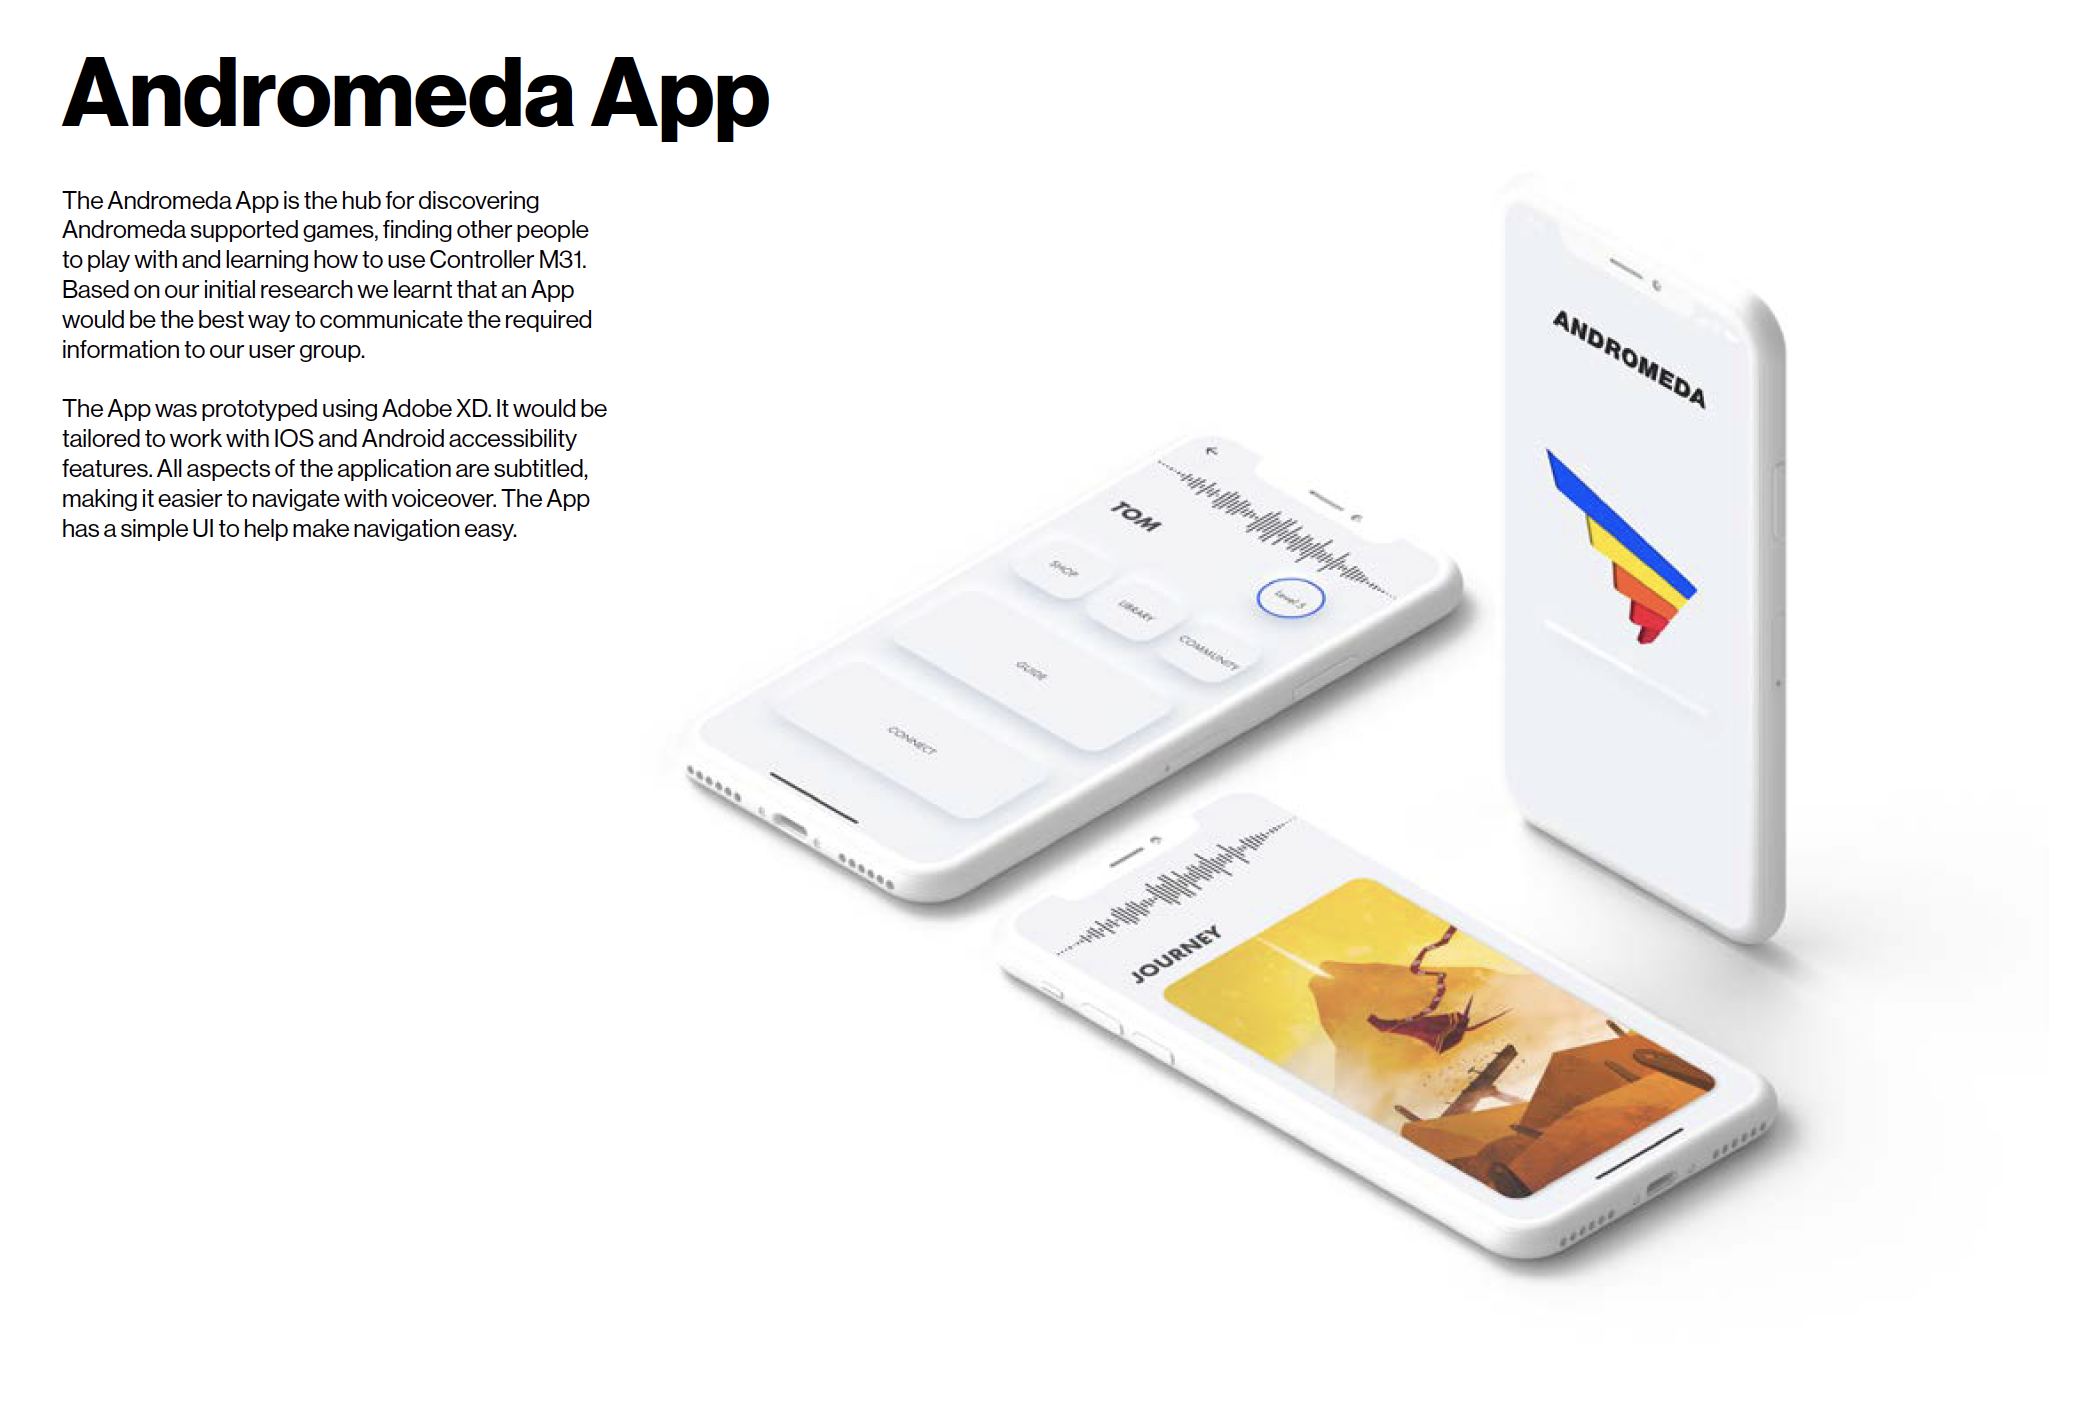 Andromeda App
The Andromeda App is the hub for discovering
Andromeda supported games, finding other people
to play with and learning how to use Controller M31.
Based on our initial research we learnt that an App
would be the best way to communicate the required
information to our user group.
The App was prototyped using Adobe XD. It would be
tailored to work with IOS and Android accessibility
features. All aspects of the application are subtitled,
making it easier to navigate with voiceover. The App
has a simple UI to help make navigation easy.
ANDROMEDA
TOM
Level 5
SHOP
LIBRARY
COMMUNITY
GUIDE
CONNECT
JOURNEY